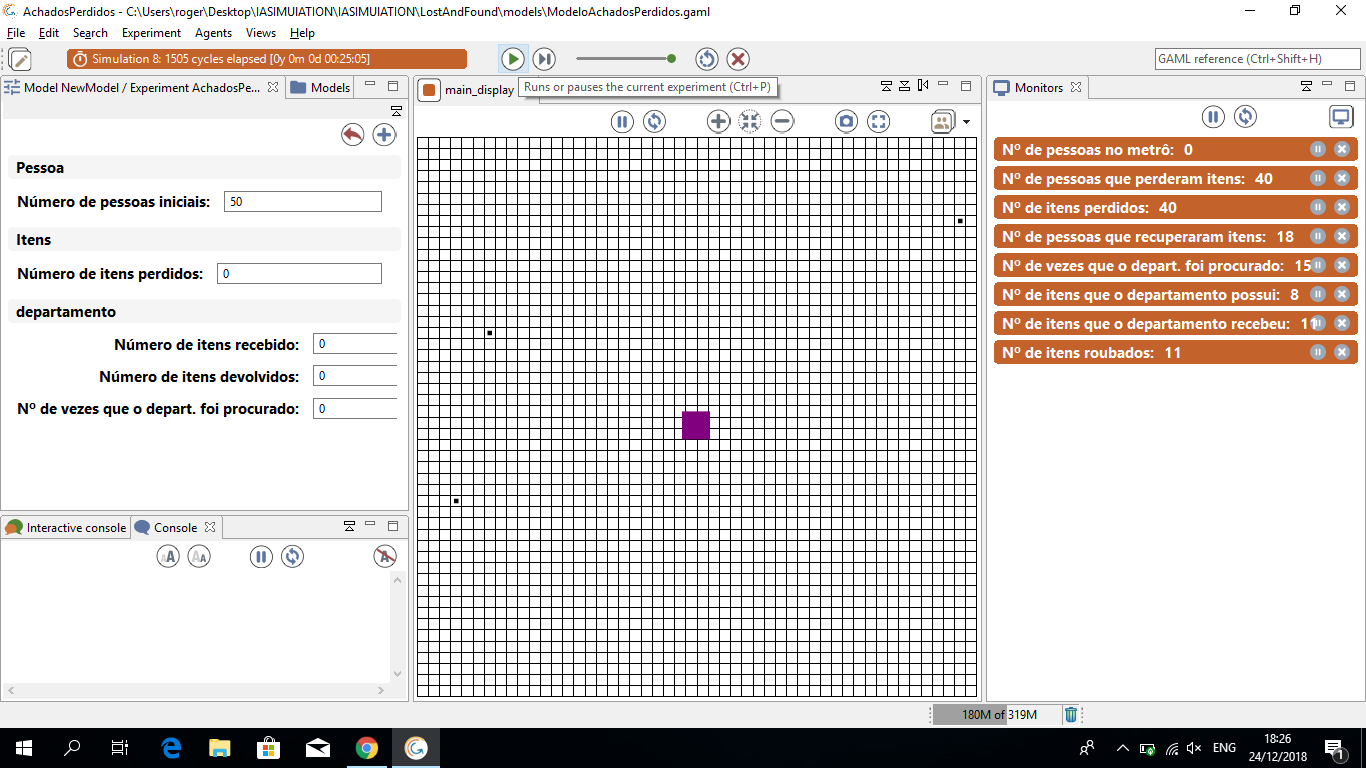 AchadosPerdidos - C:\Users\roger\Desktop\IASIMUlATION\IASIMUlATION\LostAndFound\models\ModeloAchadosPerdidos.gaml
File Edit Search Experiment Agents Views Help
Simulation 8: 1505 cycles elapsed [0y 0m 0d 00:25:05]
GAML reference (Ctrl+Shift+H)
Model NewModel / Experiment AchadosPe...
Models
main_display
Runs or pauses the current experiment (Ctrl+P)
Monitors
Pessoa
Número de pessoas iniciais: 50
Itens
Número de itens perdidos: 0
departamento
Número de itens recebido: 0
Número de itens devolvidos: 0
Nº de vezes que o depart. foi procurado: 0
Interactive console
Console
Nº de pessoas no metrô: 0
Nº de pessoas que perderam itens: 40
Nº de itens perdidos: 40
Nº de pessoas que recuperaram itens: 18
Nº de vezes que o depart. foi procurado: 15
Nº de itens que o departamento possui: 8
Nº de itens que o departamento recebeu: 11
Nº de itens roubados: 11
180M of 319M
ENG
18:26
24/12/2018
1